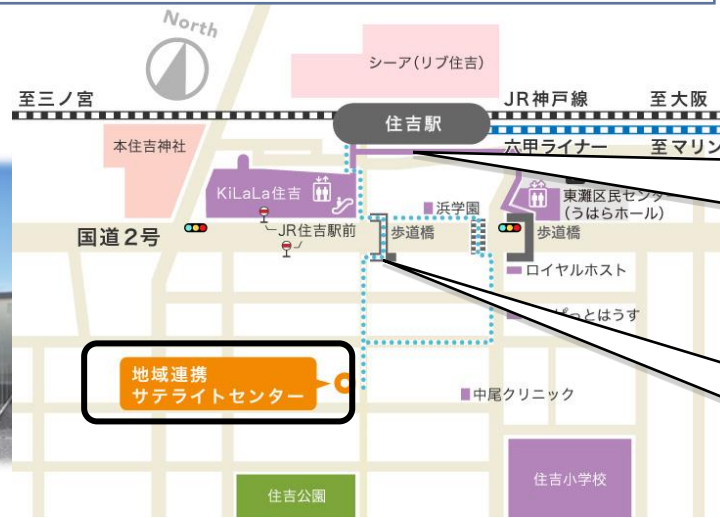 North
シーア(リブ住吉)
至三ノ宮
JR神戸線
至大阪
住吉駅
六甲ライナー
至マリン
本住吉神社
KiLaLa住吉
東灘区民センター
(うはらホール)
浜学園
国道2号
JR住吉駅前
歩道橋
歩道橋
ロイヤルホスト
ぱっとはうす
地域連携
サテライトセンター
中尾クリニック
住吉公園
住吉小学校